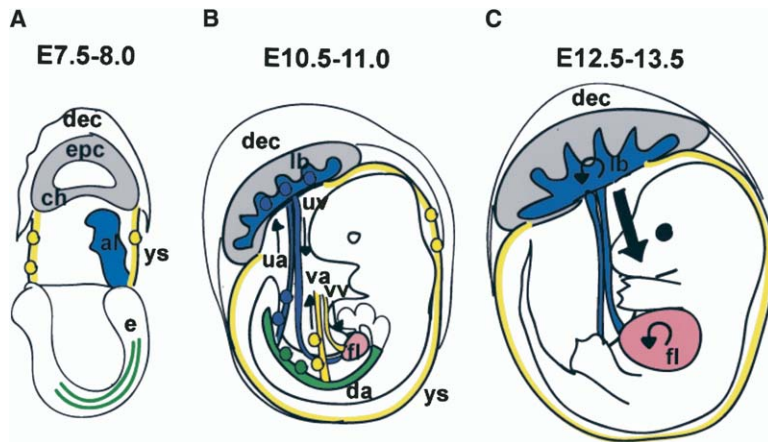 A
E7.5-8.0
dec
epc
ch
al
ys
e
B
E10.5-11.0
dec
lb
uv
ua
va
vv
fl
da
ys
C
E12.5-13.5
dec
lb
fl